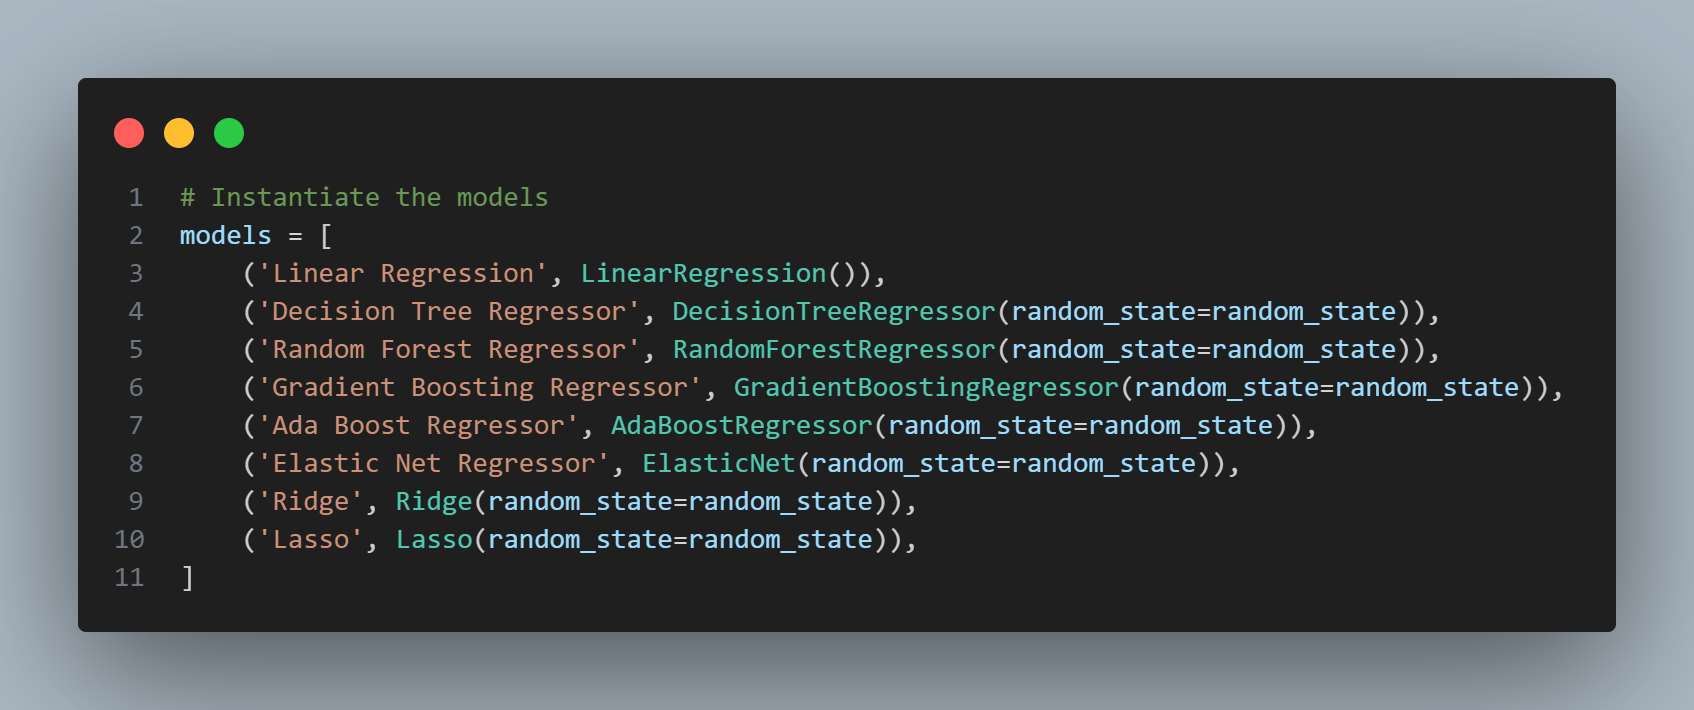 1 # Instantiate the models
2 models = [
3     ('Linear Regression', LinearRegression()),
4     ('Decision Tree Regressor', DecisionTreeRegressor(random_state=random_state)),
5     ('Random Forest Regressor', RandomForestRegressor(random_state=random_state)),
6     ('Gradient Boosting Regressor', GradientBoostingRegressor(random_state=random_state)),
7     ('Ada Boost Regressor', AdaBoostRegressor(random_state=random_state)),
8     ('Elastic Net Regressor', ElasticNet(random_state=random_state)),
9     ('Ridge', Ridge(random_state=random_state)),
10     ('Lasso', Lasso(random_state=random_state)),
11 ]